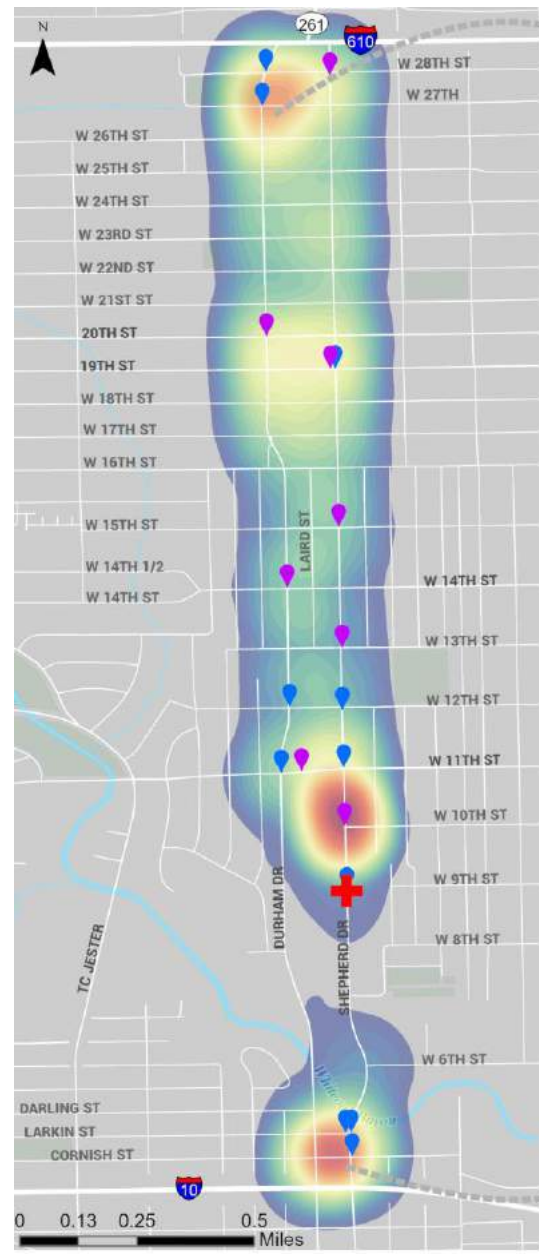 N
261
610
W 28TH ST
W 27TH
W 26TH ST
W 25TH ST
W 24TH ST
W 23RD ST
W 22ND ST
W 21ST ST
20TH ST
19TH ST
W 18TH ST
W 17TH ST
W 16TH ST
LAIRD ST
W 15TH ST
W 14TH 1/2
W 14TH ST
W 14TH ST
W 13TH ST
W 12TH ST
W 11TH ST
W 10TH ST
W 9TH ST
DURHAM DR
SHEPHERD DR
TC JESTER
W 8TH ST
W 6TH ST
DARLING ST
LARKIN ST
CORNISH ST
10
0 0.13 0.25 0.5
Miles